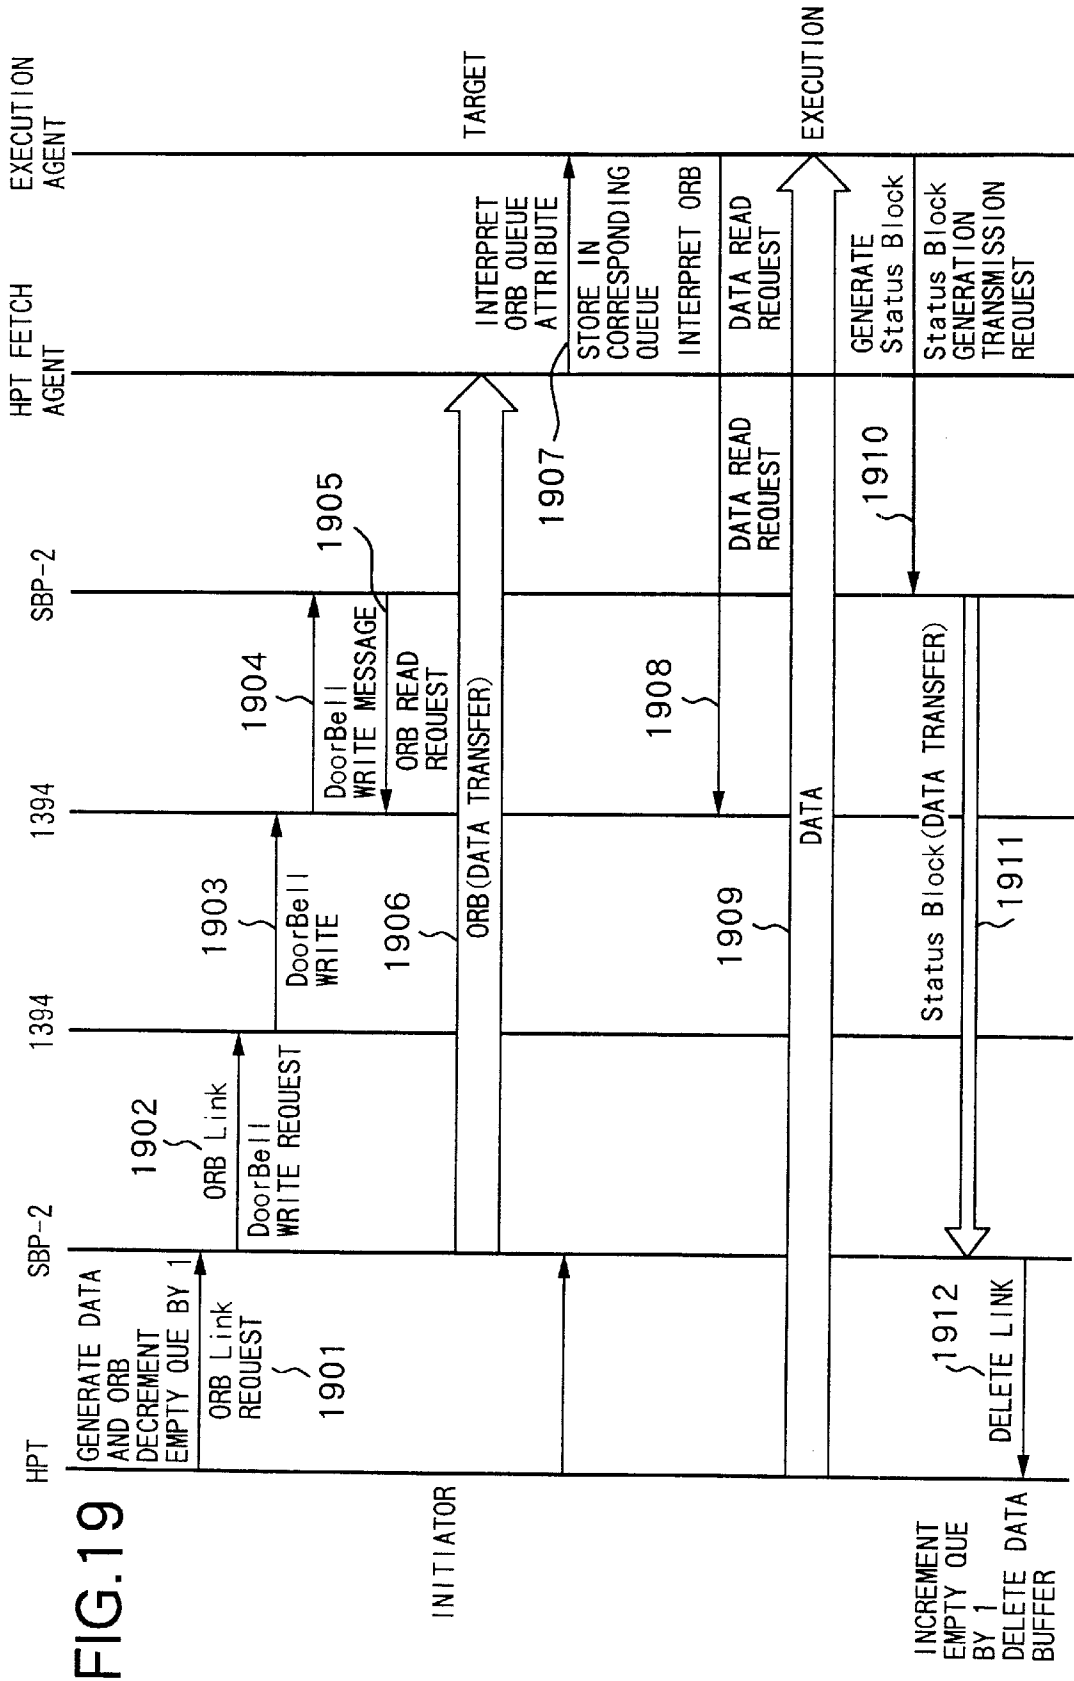 FIG.19
HPT
SBP-2
1394
1394
SBP-2
HPT FETCH
AGENT
EXECUTION
AGENT
GENERATE DATA
AND ORB
DECREMENT
EMPTY QUE BY 1
ORB Link
REQUEST
1901
1902
ORB Link
DoorBell
WRITE REQUEST
1903
DoorBell
WRITE
1904
DoorBell
WRITE MESSAGE
1905
ORB READ
REQUEST
INITIATOR
TARGET
1906
ORB(DATA TRANSFER)
INTERPRET
ORB QUEUE
ATTRIBUTE
1907
STORE IN
CORRESPONDING
QUEUE
INTERPRET ORB
1908
DATA READ
REQUEST
DATA READ
REQUEST
1909
DATA
EXECUTION
GENERATE
Status Block
1910
Status Block
GENERATION
TRANSMISSION
REQUEST
Status Block(DATA TRANSFER)
1911
1912
DELETE LINK
INCREMENT
EMPTY QUE
BY 1
DELETE DATA
BUFFER